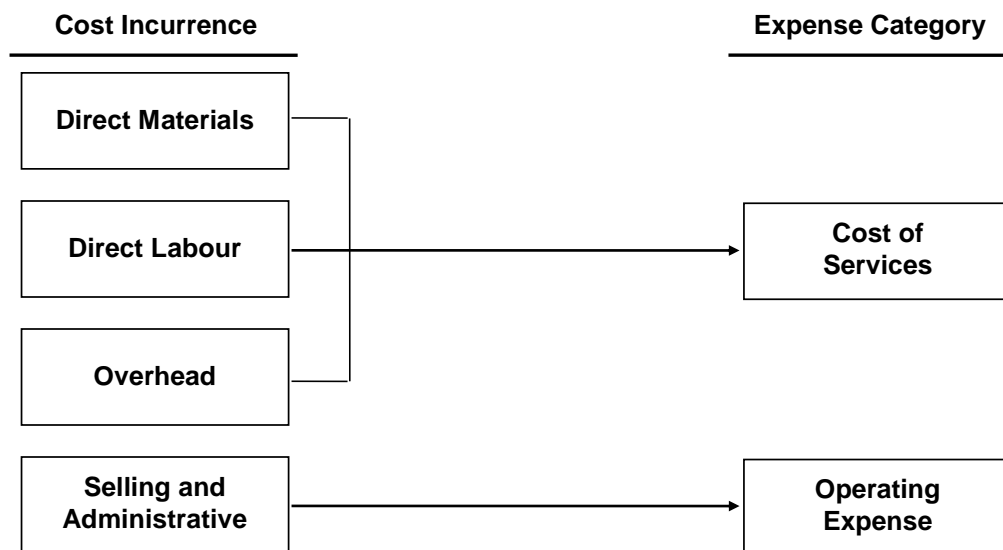 Cost Incurrence
Expense Category
Direct Materials
Direct Labour
Cost of
Services
Overhead
Selling and
Administrative
Operating
Expense